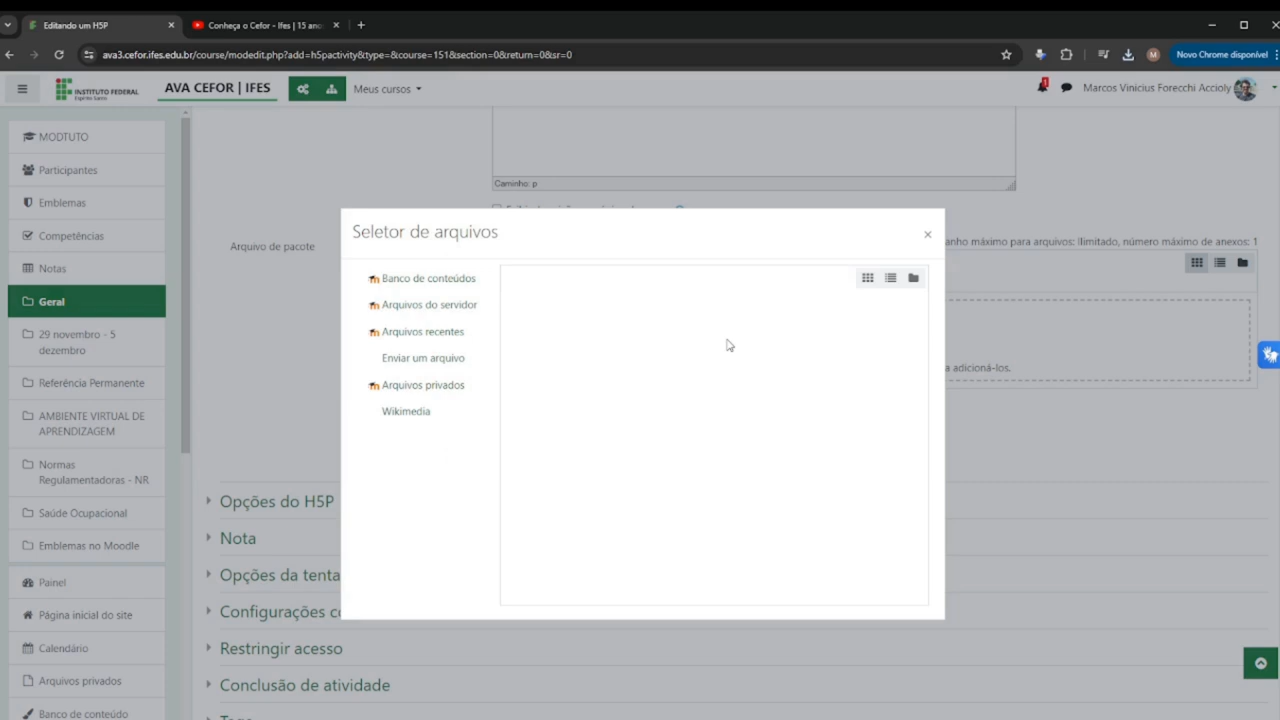 Editando um H5P
Conheça o Cefor - Ifes | 15 ano
ava3.cefor.ifes.edu.br/course/modedit.php?add=h5pactivity&type=&course=151&section=0&return=0&sr=0
M
Novo Chrome disponível
INSTITUTO FEDERAL
Espírito Santo
AVA CEFOR | IFES
Meus cursos
1
Marcos Vinicius Forecchi Accioly
MODTUTO
Participantes
Emblemas
Competências
Notas
Geral
29 novembro - 5
dezembro
Referência Permanente
AMBIENTE VIRTUAL DE
APRENDIZAGEM
Normas
Regulamentadoras - NR
Saúde Ocupacional
Emblemas no Moodle
Painel
Página inicial do site
Calendário
Arquivos privados
Banco de conteúdo
Caminho: p
Arquivo de pacote
anho máximo para arquivos: Ilimitado, número máximo de anexos: 1
a adicioná-los.
Seletor de arquivos
×
Banco de conteúdos
Arquivos do servidor
Arquivos recentes
Enviar um arquivo
Arquivos privados
Wikimedia
Opções do H5P
Nota
Opções da tenta
Configurações co
Restringir acesso
Conclusão de atividade